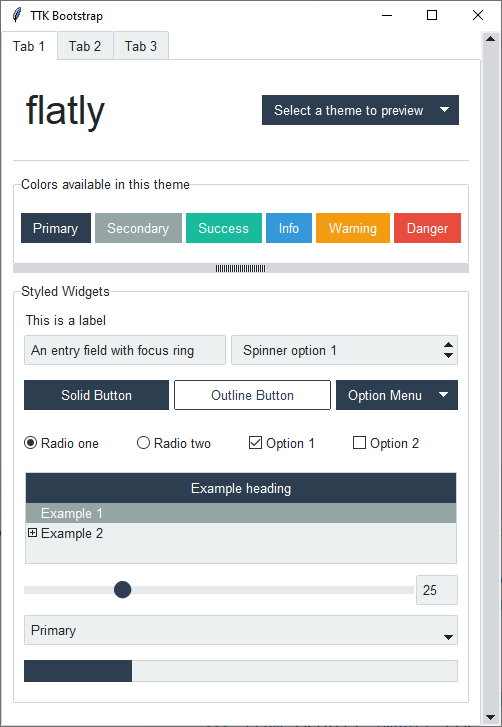 TTK Bootstrap
Tab 1 Tab 2 Tab 3
flatly
Select a theme to preview
Colors available in this theme
Primary Secondary Success Info Warning Danger
Styled Widgets
This is a label
An entry field with focus ring Spinner option 1
Solid Button Outline Button Option Menu
Radio one Radio two Option 1 Option 2
Example heading
Example 1
Example 2
25
Primary